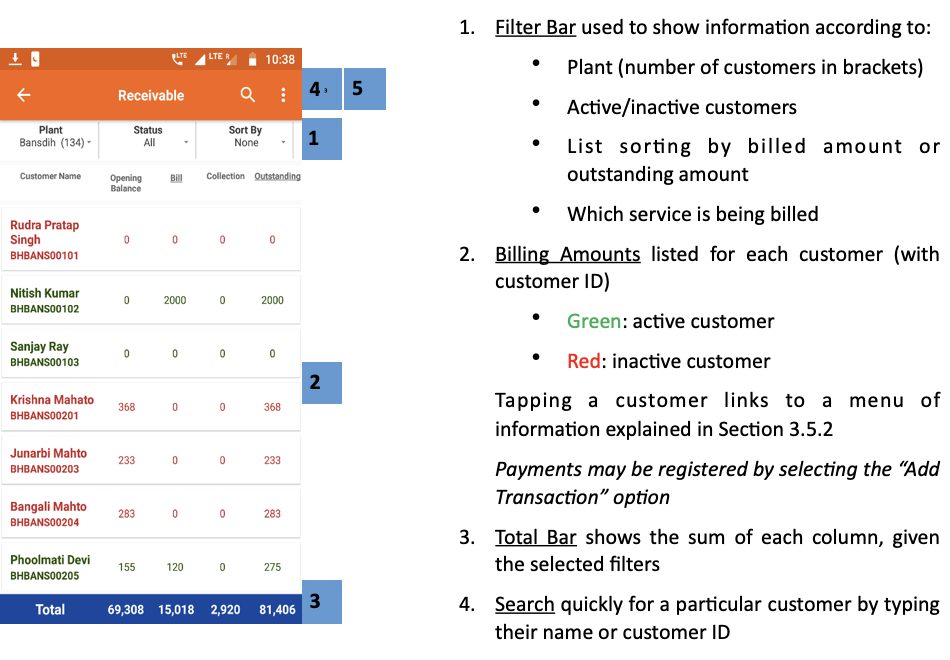 LTE LTE R 10:38
Receivable
4 , 5
Plant Status Sort By
Bansdih (134) All None
1
Customer Name Opening Balance Bill Collection Outstanding
Rudra Pratap
Singh 0 0 0 0
BHBANS00101
Nitish Kumar
BHBANS00102 0 2000 0 2000
Sanjay Ray
BHBANS00103 0 0 0 0
2
Krishna Mahato
BHBANS00201 368 0 0 368
Junarbi Mahto
BHBANS00203 233 0 0 233
Bangali Mahto
BHBANS00204 283 0 0 283
Phoolmati Devi
BHBANS00205 155 120 0 275
Total 69,308 15,018 2,920 81,406
3
1. Filter Bar used to show information according to:
• Plant (number of customers in brackets)
• Active/inactive customers
• List sorting by billed amount or
outstanding amount
• Which service is being billed
2. Billing Amounts listed for each customer (with
customer ID)
• Green: active customer
• Red: inactive customer
Tapping a customer links to a menu of
information explained in Section 3.5.2
Payments may be registered by selecting the “Add
Transaction” option
3. Total Bar shows the sum of each column, given
the selected filters
4. Search quickly for a particular customer by typing
their name or customer ID